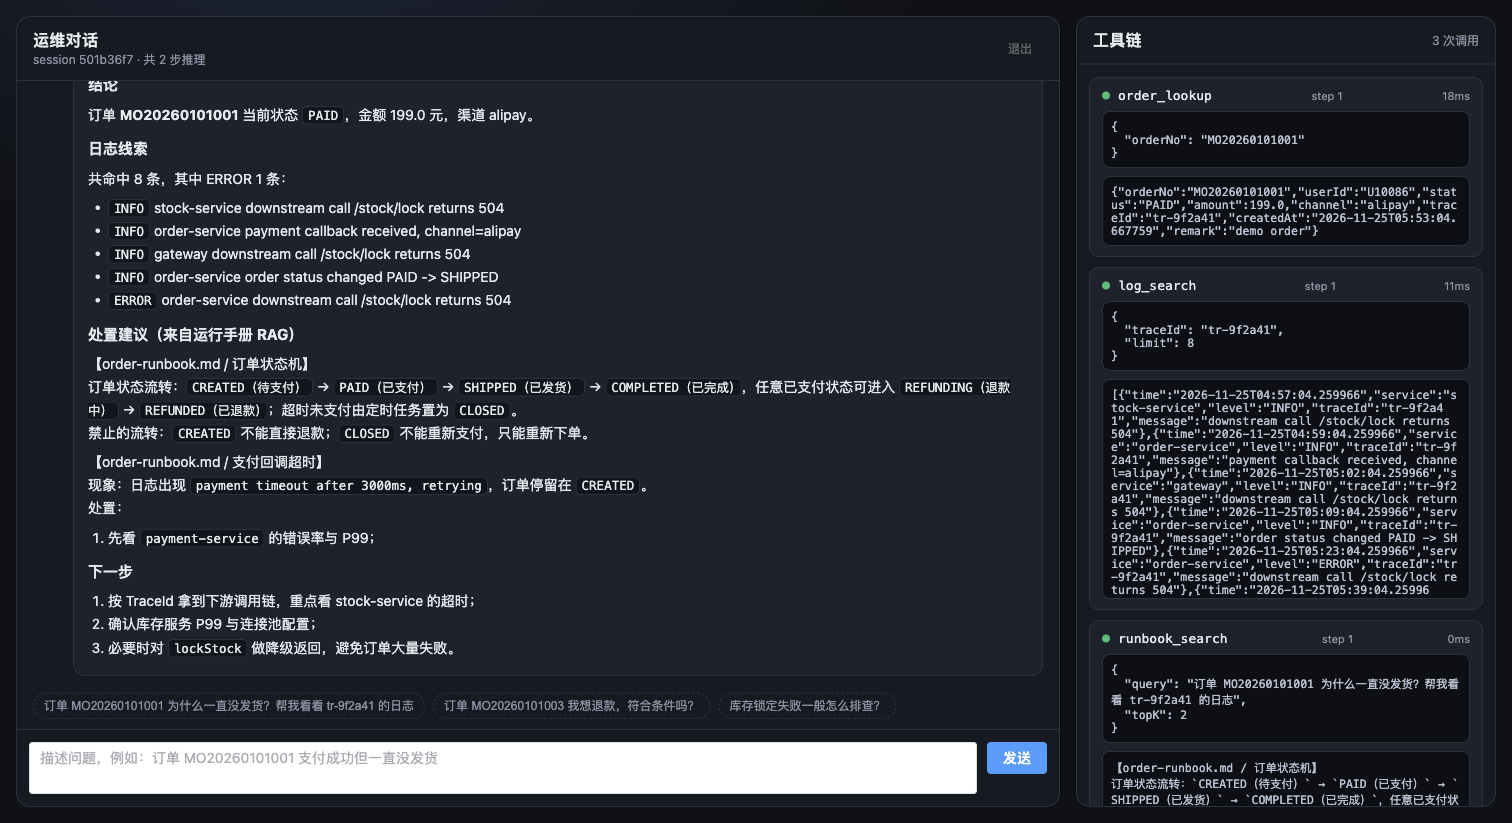 运维对话
session 501b36f7 · 共 2 步推理
退出
结论
订单 MO20260101001 当前状态 PAID，金额 199.0 元，渠道 alipay。
日志线索
共命中 8 条，其中 ERROR 1 条：
• INFO stock-service downstream call /stock/lock returns 504
• INFO order-service payment callback received, channel=alipay
• INFO gateway downstream call /stock/lock returns 504
• INFO order-service order status changed PAID -> SHIPPED
• ERROR order-service downstream call /stock/lock returns 504
处置建议（来自运行手册 RAG）
【order-runbook.md / 订单状态机】
订单状态流转： CREATED（待支付） → PAID（已支付） → SHIPPED（已发货） → COMPLETED（已完成），任意已支付状态可进入 REFUNDING（退款
中） → REFUNDED（已退款）；超时未支付由定时任务置为 CLOSED 。
禁止的流转： CREATED 不能直接退款； CLOSED 不能重新支付，只能重新下单。
【order-runbook.md / 支付回调超时】
现象：日志出现 payment timeout after 3000ms, retrying，订单停留在 CREATED 。
处置：
1. 先看 payment-service 的错误率与 P99；
下一步
1. 按 TraceId 拿到下游调用链，重点看 stock-service 的超时；
2. 确认库存服务 P99 与连接池配置；
3. 必要时对 lockStock 做降级返回，避免订单大量失败。
订单 MO20260101001 为什么一直没发货？帮我看看 tr-9f2a41 的日志
订单 MO20260101003 我想退款，符合条件吗？
库存锁定失败一般怎么排查？
描述问题，例如：订单 MO20260101001 支付成功但一直没发货
发送
工具链
3 次调用
order_lookup step 1 18ms
{
"orderNo": "MO20260101001"
}
{"orderNo":"MO20260101001","userId":"U10086","stat
us":"PAID","amount":199.0,"channel":"alipay","trac
eId":"tr-9f2a41","createdAt":"2026-11-25T05:53:04.
667759","remark":"demo order"}
log_search step 1 11ms
{
"traceId": "tr-9f2a41",
"limit": 8
}
[{"time":"2026-11-25T04:57:04.259966","service":"s
tock-service","level":"INFO","traceId":"tr-9f2a4
1","message":"downstream call /stock/lock returns
504"},{"time":"2026-11-25T04:59:04.259966","servic
e":"order-service","level":"INFO","traceId":"tr-9f
2a41","message":"payment callback received, channe
l=alipay"},{"time":"2026-11-25T05:02:04.259966","s
ervice":"gateway","level":"INFO","traceId":"tr-9f2
a41","message":"downstream call /stock/lock return
s 504"},{"time":"2026-11-25T05:09:04.259966","serv
ice":"order-service","level":"INFO","traceId":"tr-
9f2a41","message":"order status changed PAID -> SH
IPPED"},{"time":"2026-11-25T05:23:04.259966","serv
ice":"order-service","level":"ERROR","traceId":"tr
-9f2a41","message":"downstream call /stock/lock re
turns 504"},{"time":"2026-11-25T05:39:04.25996
runbook_search step 1 0ms
{
"query": "订单 MO20260101001 为什么一直没发货？帮我看
看 tr-9f2a41 的日志",
"topK": 2
}
【order-runbook.md / 订单状态机】
订单状态流转：`CREATED（待支付）` → `PAID（已支付）` → `
SHIPPED（已发货）` → `COMPLETED（已完成）`，任意已支付状